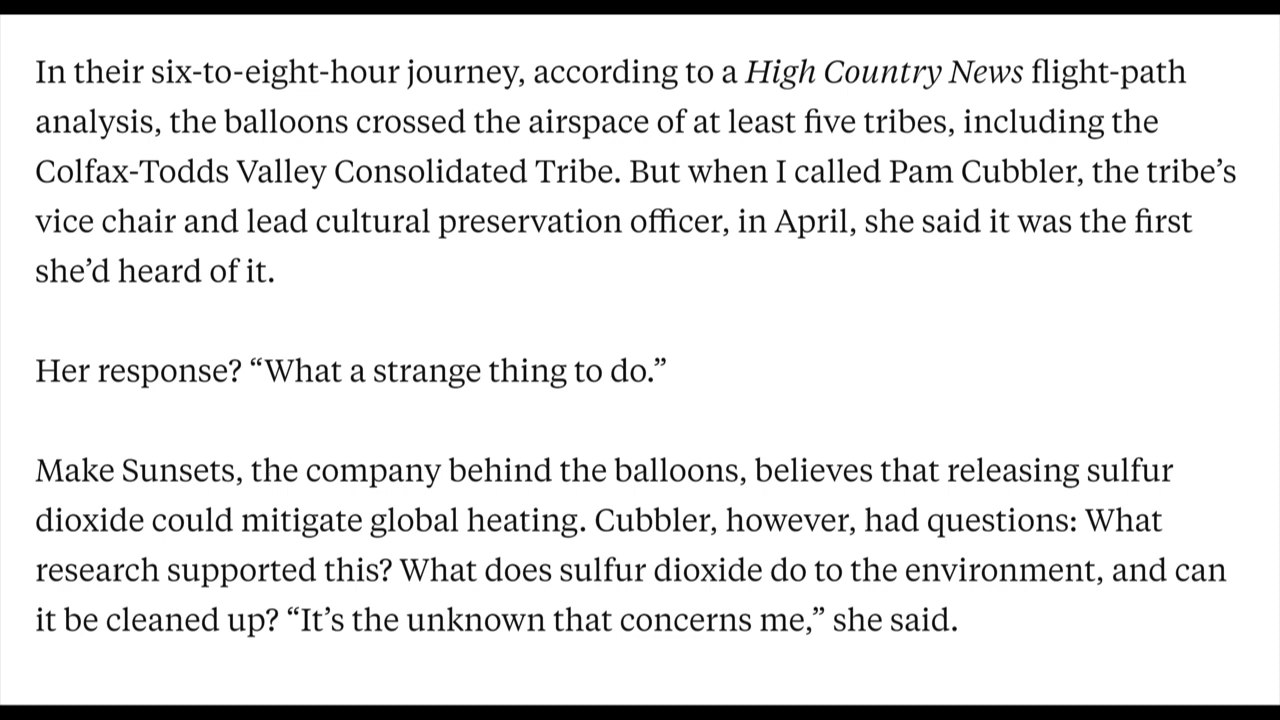 In their six-to-eight-hour journey, according to a High Country News flight-path
analysis, the balloons crossed the airspace of at least five tribes, including the
Colfax-Todds Valley Consolidated Tribe. But when I called Pam Cubbler, the tribe’s
vice chair and lead cultural preservation officer, in April, she said it was the first
she’d heard of it.
Her response? “What a strange thing to do.”
Make Sunsets, the company behind the balloons, believes that releasing sulfur
dioxide could mitigate global heating. Cubbler, however, had questions: What
research supported this? What does sulfur dioxide do to the environment, and can
it be cleaned up? “It’s the unknown that concerns me,” she said.